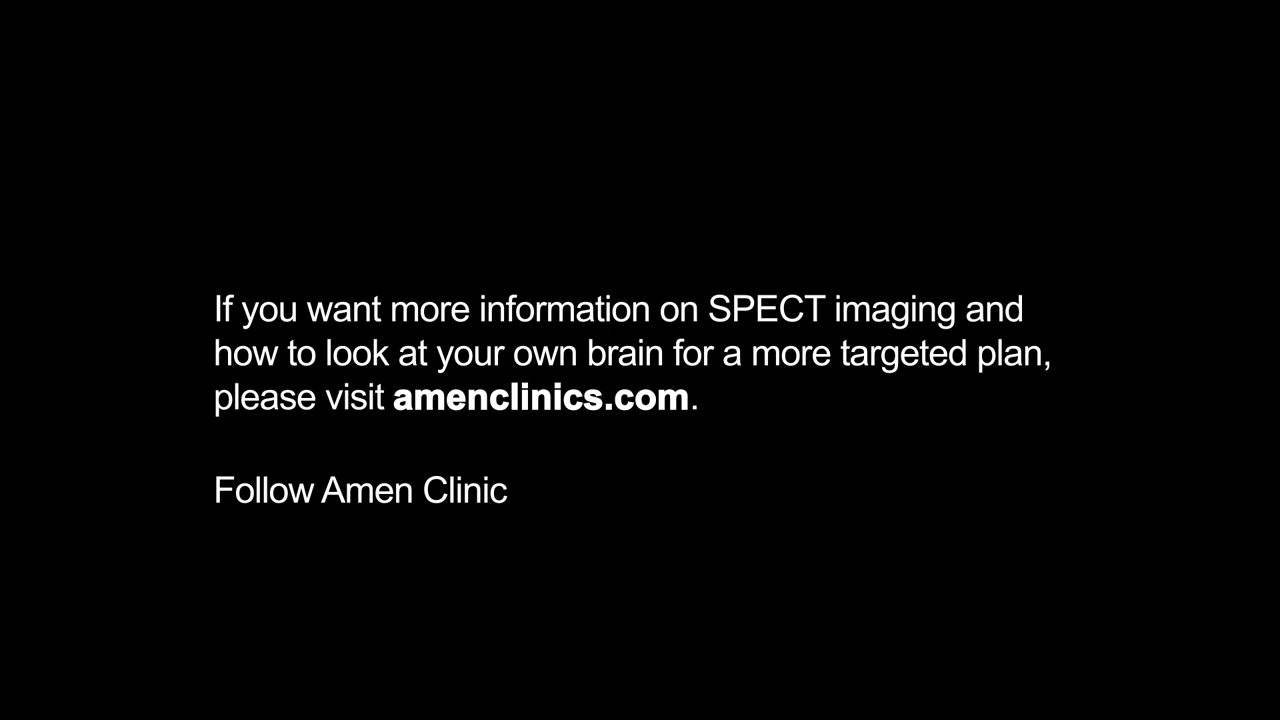 If you want more information on SPECT imaging and
how to look at your own brain for a more targeted plan,
please visit amenclinics.com.
Follow Amen Clinic